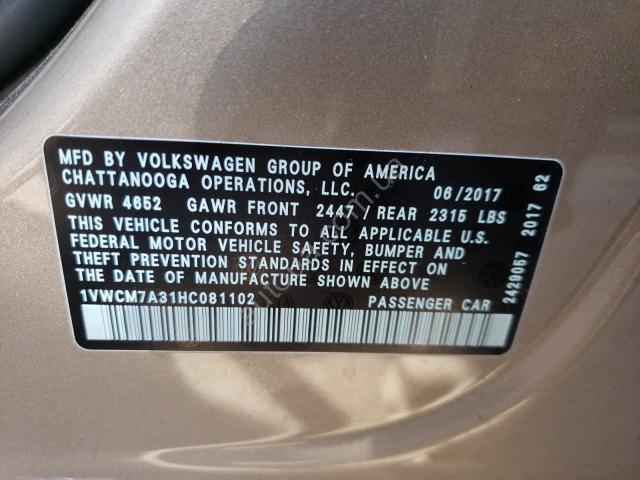 MFD BY VOLKSWAGEN GROUP OF AMERICA
CHATTANOOGA OPERATIONS, LLC. 06/2017
GVWR 4652 GAWR FRONT 2447/REAR 2315 LBS
THIS VEHICLE CONFORMS TO ALL APPLICABLE U.S.
FEDERAL MOTOR VEHICLE SAFETY, BUMPER AND
THEFT PREVENTION STANDARDS IN EFFECT ON THE
DATE OF MANUFACTURE SHOWN ABOVE
1VWCM7A31HC081102 PASSENGER CAR
2429067 2017 62